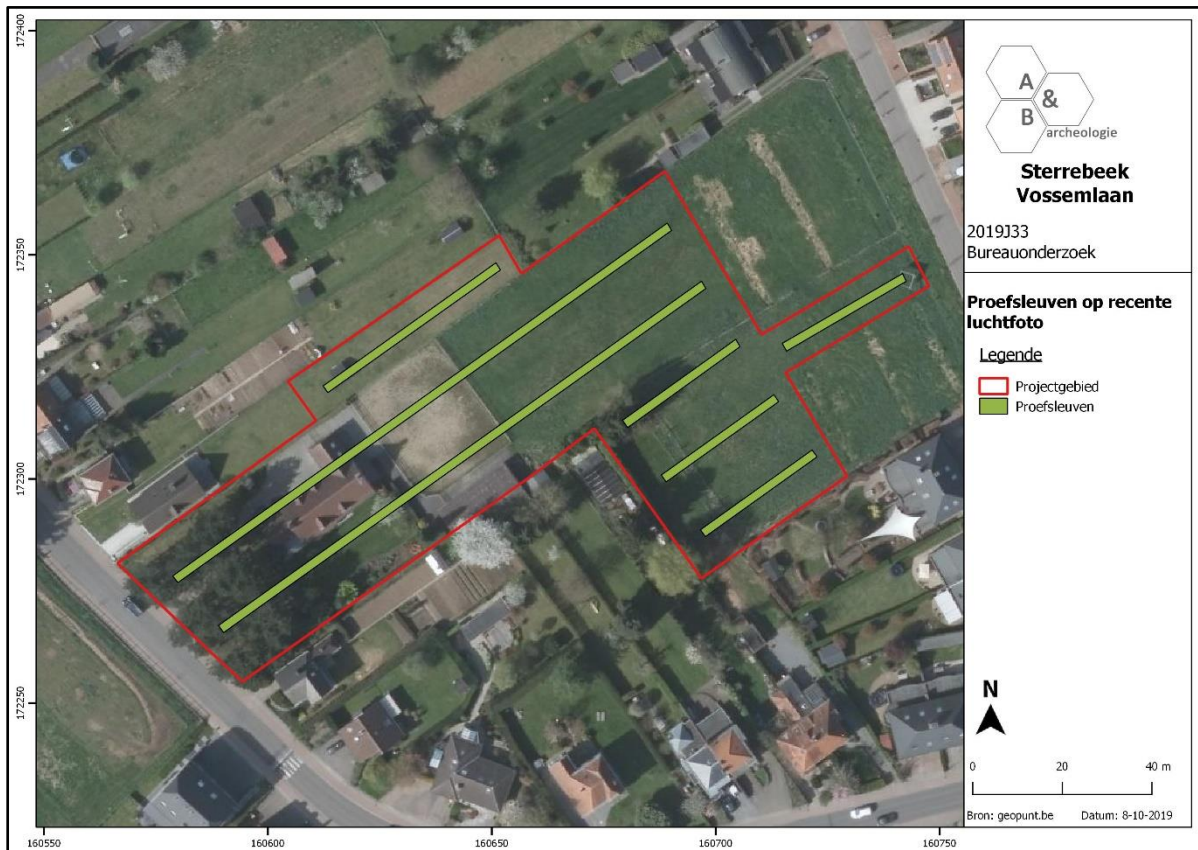 172400
172350
172300
172250
160550
160600
160650
160700
160750
A
&
B
archeologie
Sterrebeek
Vossemlaan
2019J33
Bureauonderzoek
Proefsleuven op recente
luchtfoto
Legende
Projectgebied
Proefsleuven
N
0 20 40 m
Bron: geopunt.be Datum: 8-10-2019